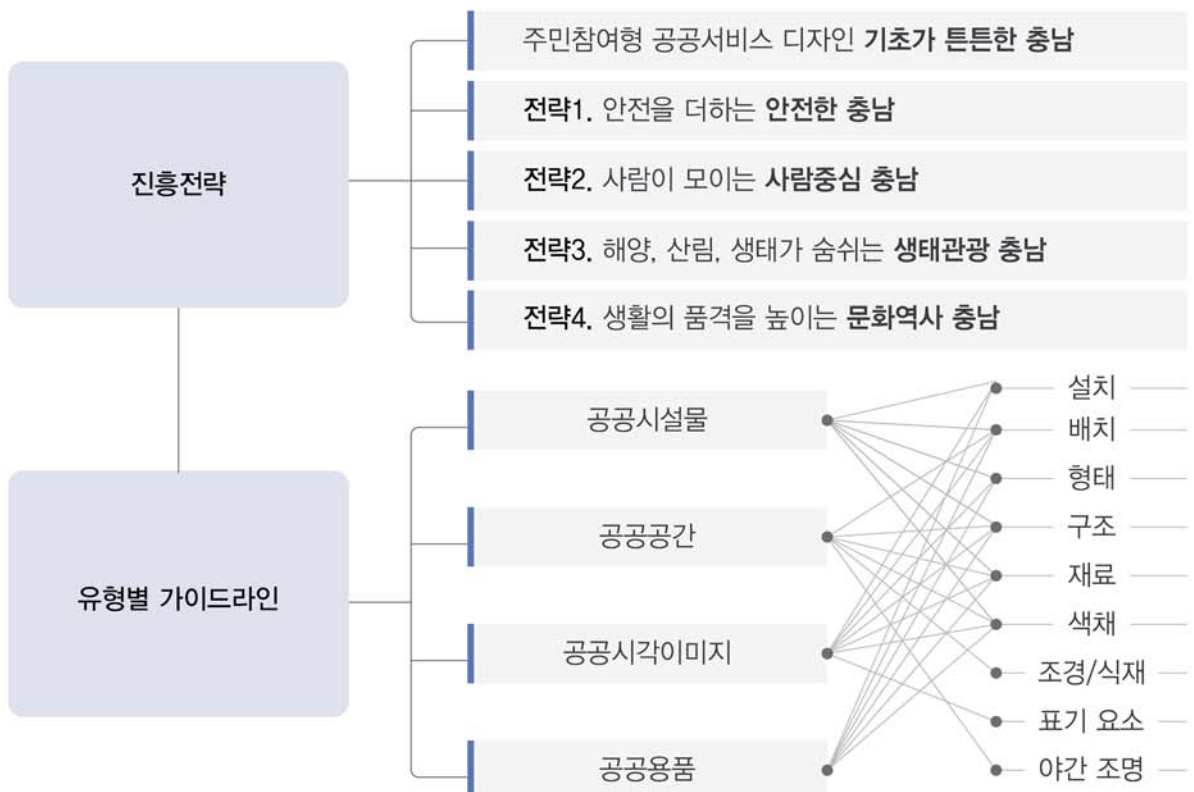 진흥전략
주민참여형 공공서비스 디자인 기초가 튼튼한 충남
전략1. 안전을 더하는 안전한 충남
전략2. 사람이 모이는 사람중심 충남
전략3. 해양, 산림, 생태가 숨쉬는 생태관광 충남
전략4. 생활의 품격을 높이는 문화역사 충남
유형별 가이드라인
공공시설물
공공공간
공공시각이미지
공공용품
설치
배치
형태
구조
재료
색채
조경/식재
표기 요소
야간 조명